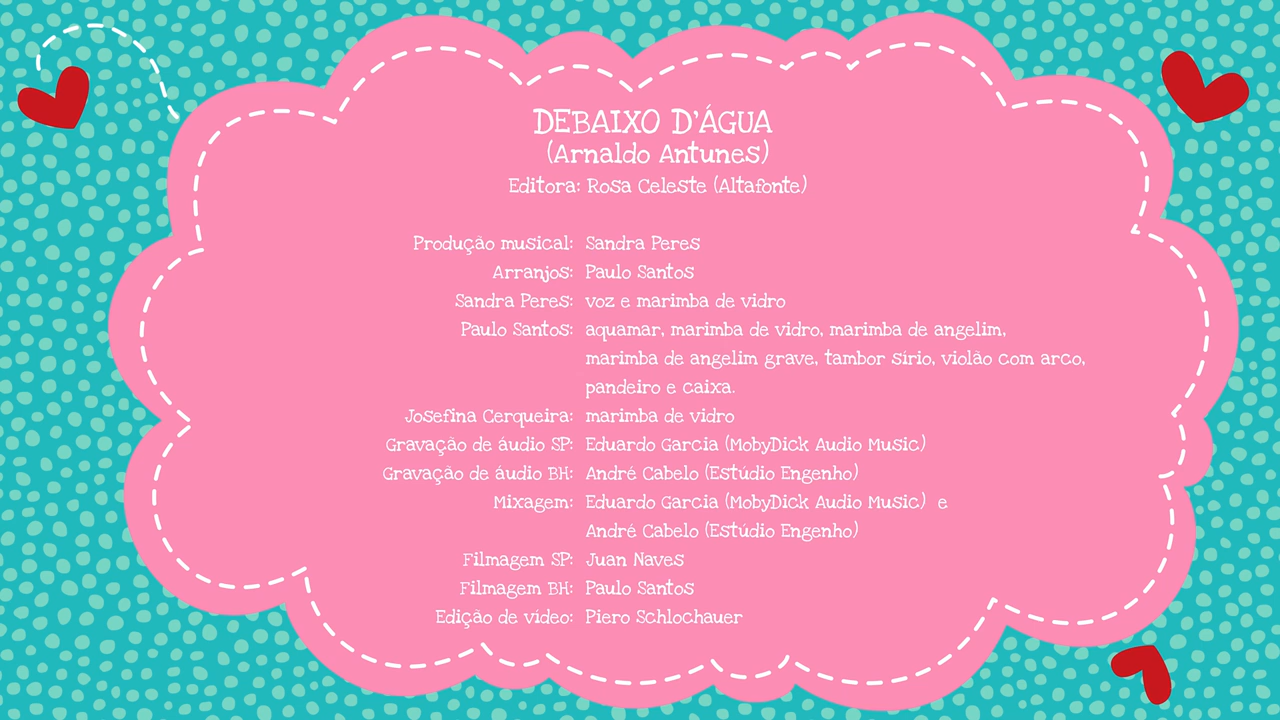 DEBAIXO D'ÁGUA
(Arnaldo Antunes)
Editora: Rosa Celeste (Altafonte)
Produção musical: Sandra Peres
Arranjos: Paulo Santos
Sandra Peres: voz e marimba de vidro
Paulo Santos: aquamar, marimba de vidro, marimba de angelim,
marimba de angelim grave, tambor sírio, violão com arco,
pandeiro e caixa.
Josefina Cerqueira: marimba de vidro
Gravação de áudio SP: Eduardo Garcia (MobyDick Audio Music)
Gravação de áudio BH: André Cabelo (Estúdio Engenho)
Mixagem: Eduardo Garcia (MobyDick Audio Music) e
André Cabelo (Estúdio Engenho)
Filmagem SP: Juan Naves
Filmagem BH: Paulo Santos
Edição de vídeo: Piero Schlochauer